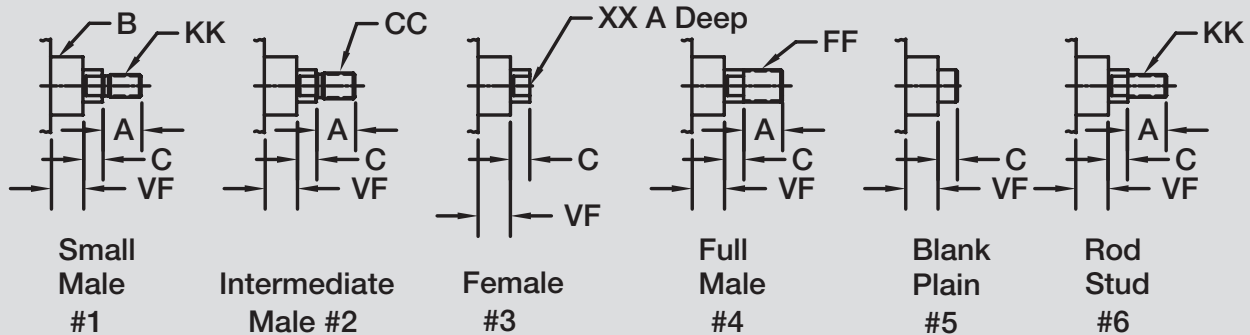 B
KK
A
C
VF
Small
Male
#1
CC
A
C
VF
Intermediate
Male #2
XX A Deep
C
VF
Female
#3
FF
A
C
VF
Full
Male
#4
C
VF
Blank
Plain
#5
KK
A
C
VF
Rod
Stud
#6